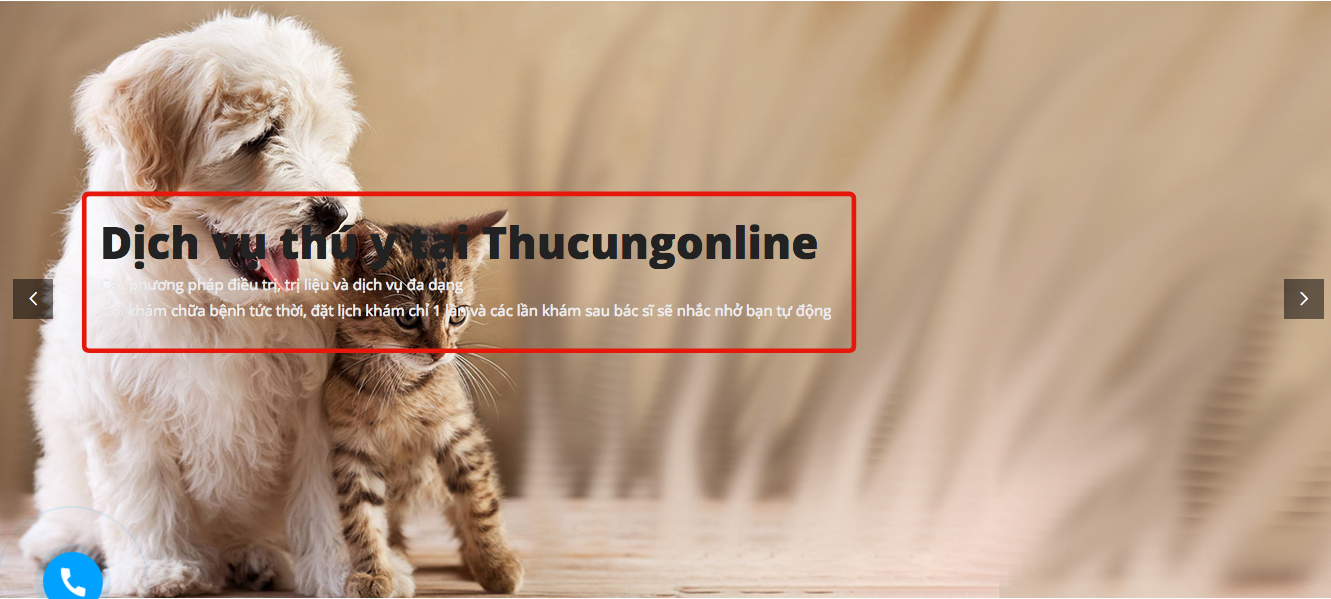 Dịch vụ thú y tại Thucungonline
phương pháp điều trị, trị liệu và dịch vụ đa dạng
khám chữa bệnh tức thời, đặt lịch khám chỉ 1 lần và các lần khám sau bác sĩ sẽ nhắc nhở bạn tự động